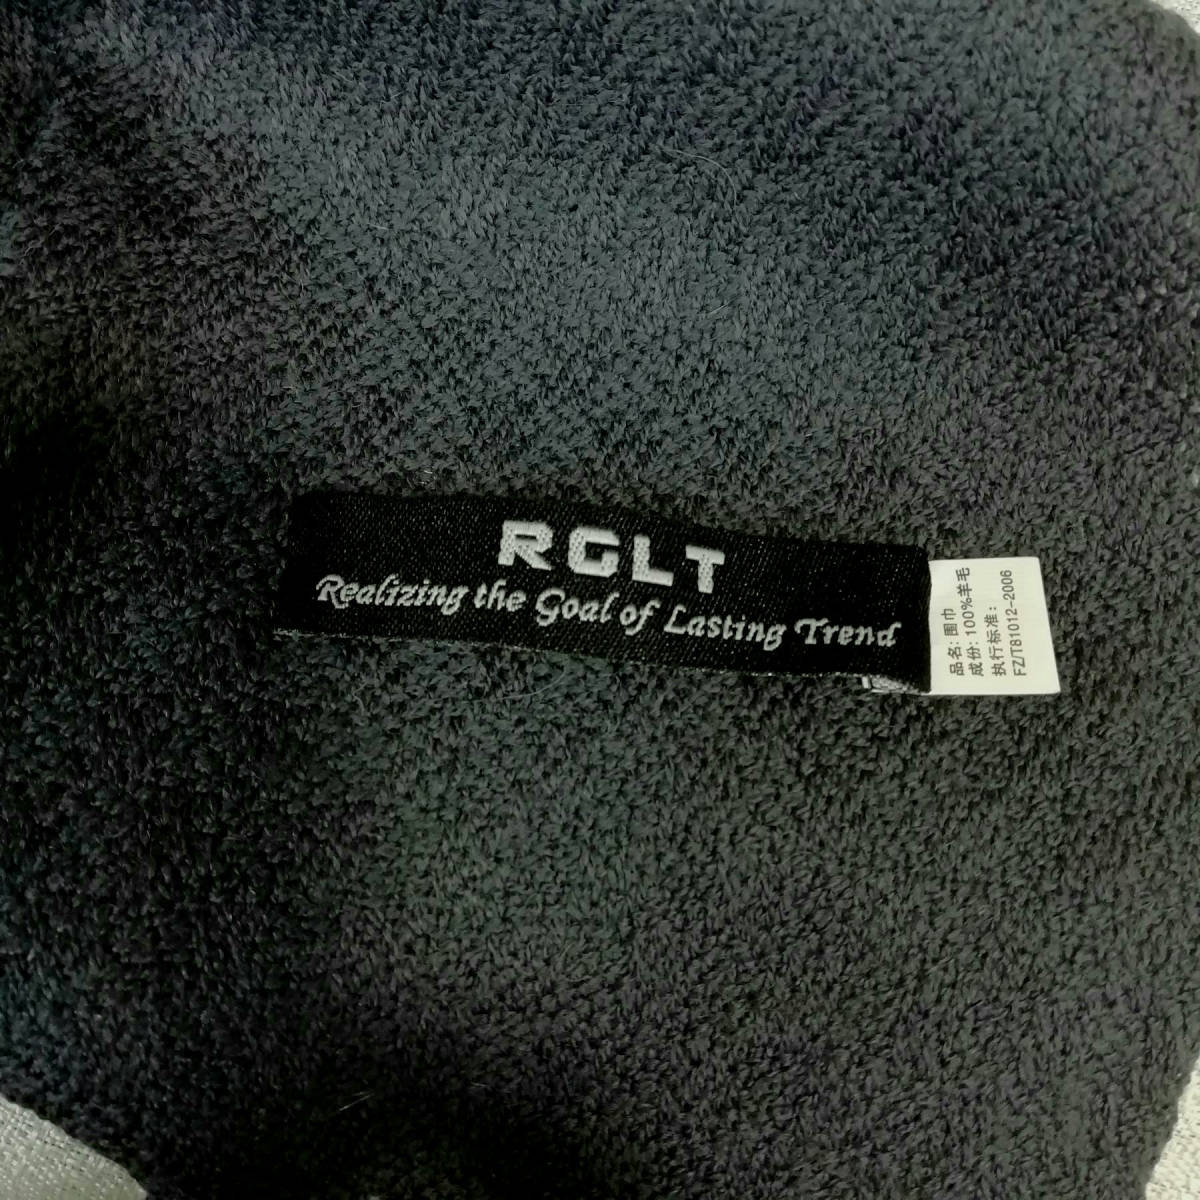 RGLT
Realizing the Goal of Lasting Trend
品名: 围巾
成份: 100%羊毛
执行标准:
FZ/T81012-2006